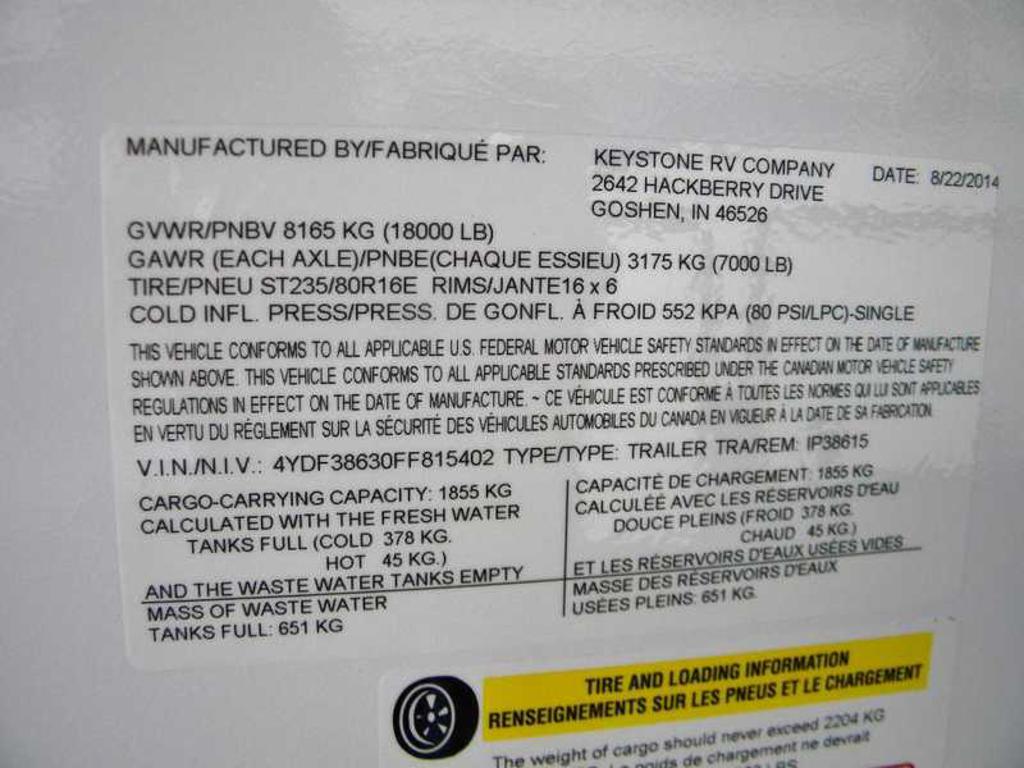 MANUFACTURED BY/FABRIQUÉ PAR: KEYSTONE RV COMPANY DATE: 8/22/2014
2642 HACKBERRY DRIVE
GOSHEN, IN 46526
GVWR/PNBV 8165 KG (18000 LB)
GAWR (EACH AXLE)/PNBE(CHAQUE ESSIEU) 3175 KG (7000 LB)
TIRE/PNEU ST235/80R16E RIMS/JANTE16 x 6
COLD INFL. PRESS/PRESS. DE GONFL. À FROID 552 KPA (80 PSI/LPC)-SINGLE
THIS VEHICLE CONFORMS TO ALL APPLICABLE U.S. FEDERAL MOTOR VEHICLE SAFETY STANDARDS IN EFFECT ON THE DATE OF MANUFACTURE
SHOWN ABOVE. THIS VEHICLE CONFORMS TO ALL APPLICABLE STANDARDS PRESCRIBED UNDER THE CANADIAN MOTOR VEHICLE SAFETY
REGULATIONS IN EFFECT ON THE DATE OF MANUFACTURE. ~ CE VÉHICULE EST CONFORME À TOUTES LES NORMES QUI LUI SONT APPLICABLES
EN VERTU DU RÈGLEMENT SUR LA SÉCURITÉ DES VÉHICULES AUTOMOBILES DU CANADA EN VIGUEUR À LA DATE DE SA FABRICATION.
V.I.N./N.I.V.: 4YDF38630FF815402 TYPE/TYPE: TRAILER TRA/REM: IP38615
CARGO-CARRYING CAPACITY: 1855 KG
CALCULATED WITH THE FRESH WATER
TANKS FULL (COLD 378 KG.
HOT 45 KG.)
AND THE WASTE WATER TANKS EMPTY
MASS OF WASTE WATER
TANKS FULL: 651 KG
CAPACITÉ DE CHARGEMENT: 1855 KG
CALCULÉE AVEC LES RÉSERVOIRS D'EAU
DOUCE PLEINS (FROID 378 KG.
CHAUD 45 KG.)
ET LES RÉSERVOIRS D'EAUX USÉES VIDES
MASSE DES RÉSERVOIRS D'EAUX
USÉES PLEINS: 651 KG.
TIRE AND LOADING INFORMATION
RENSEIGNEMENTS SUR LES PNEUS ET LE CHARGEMENT
The weight of cargo should never exceed 2204 KG
poids de chargement ne devrait
LBS